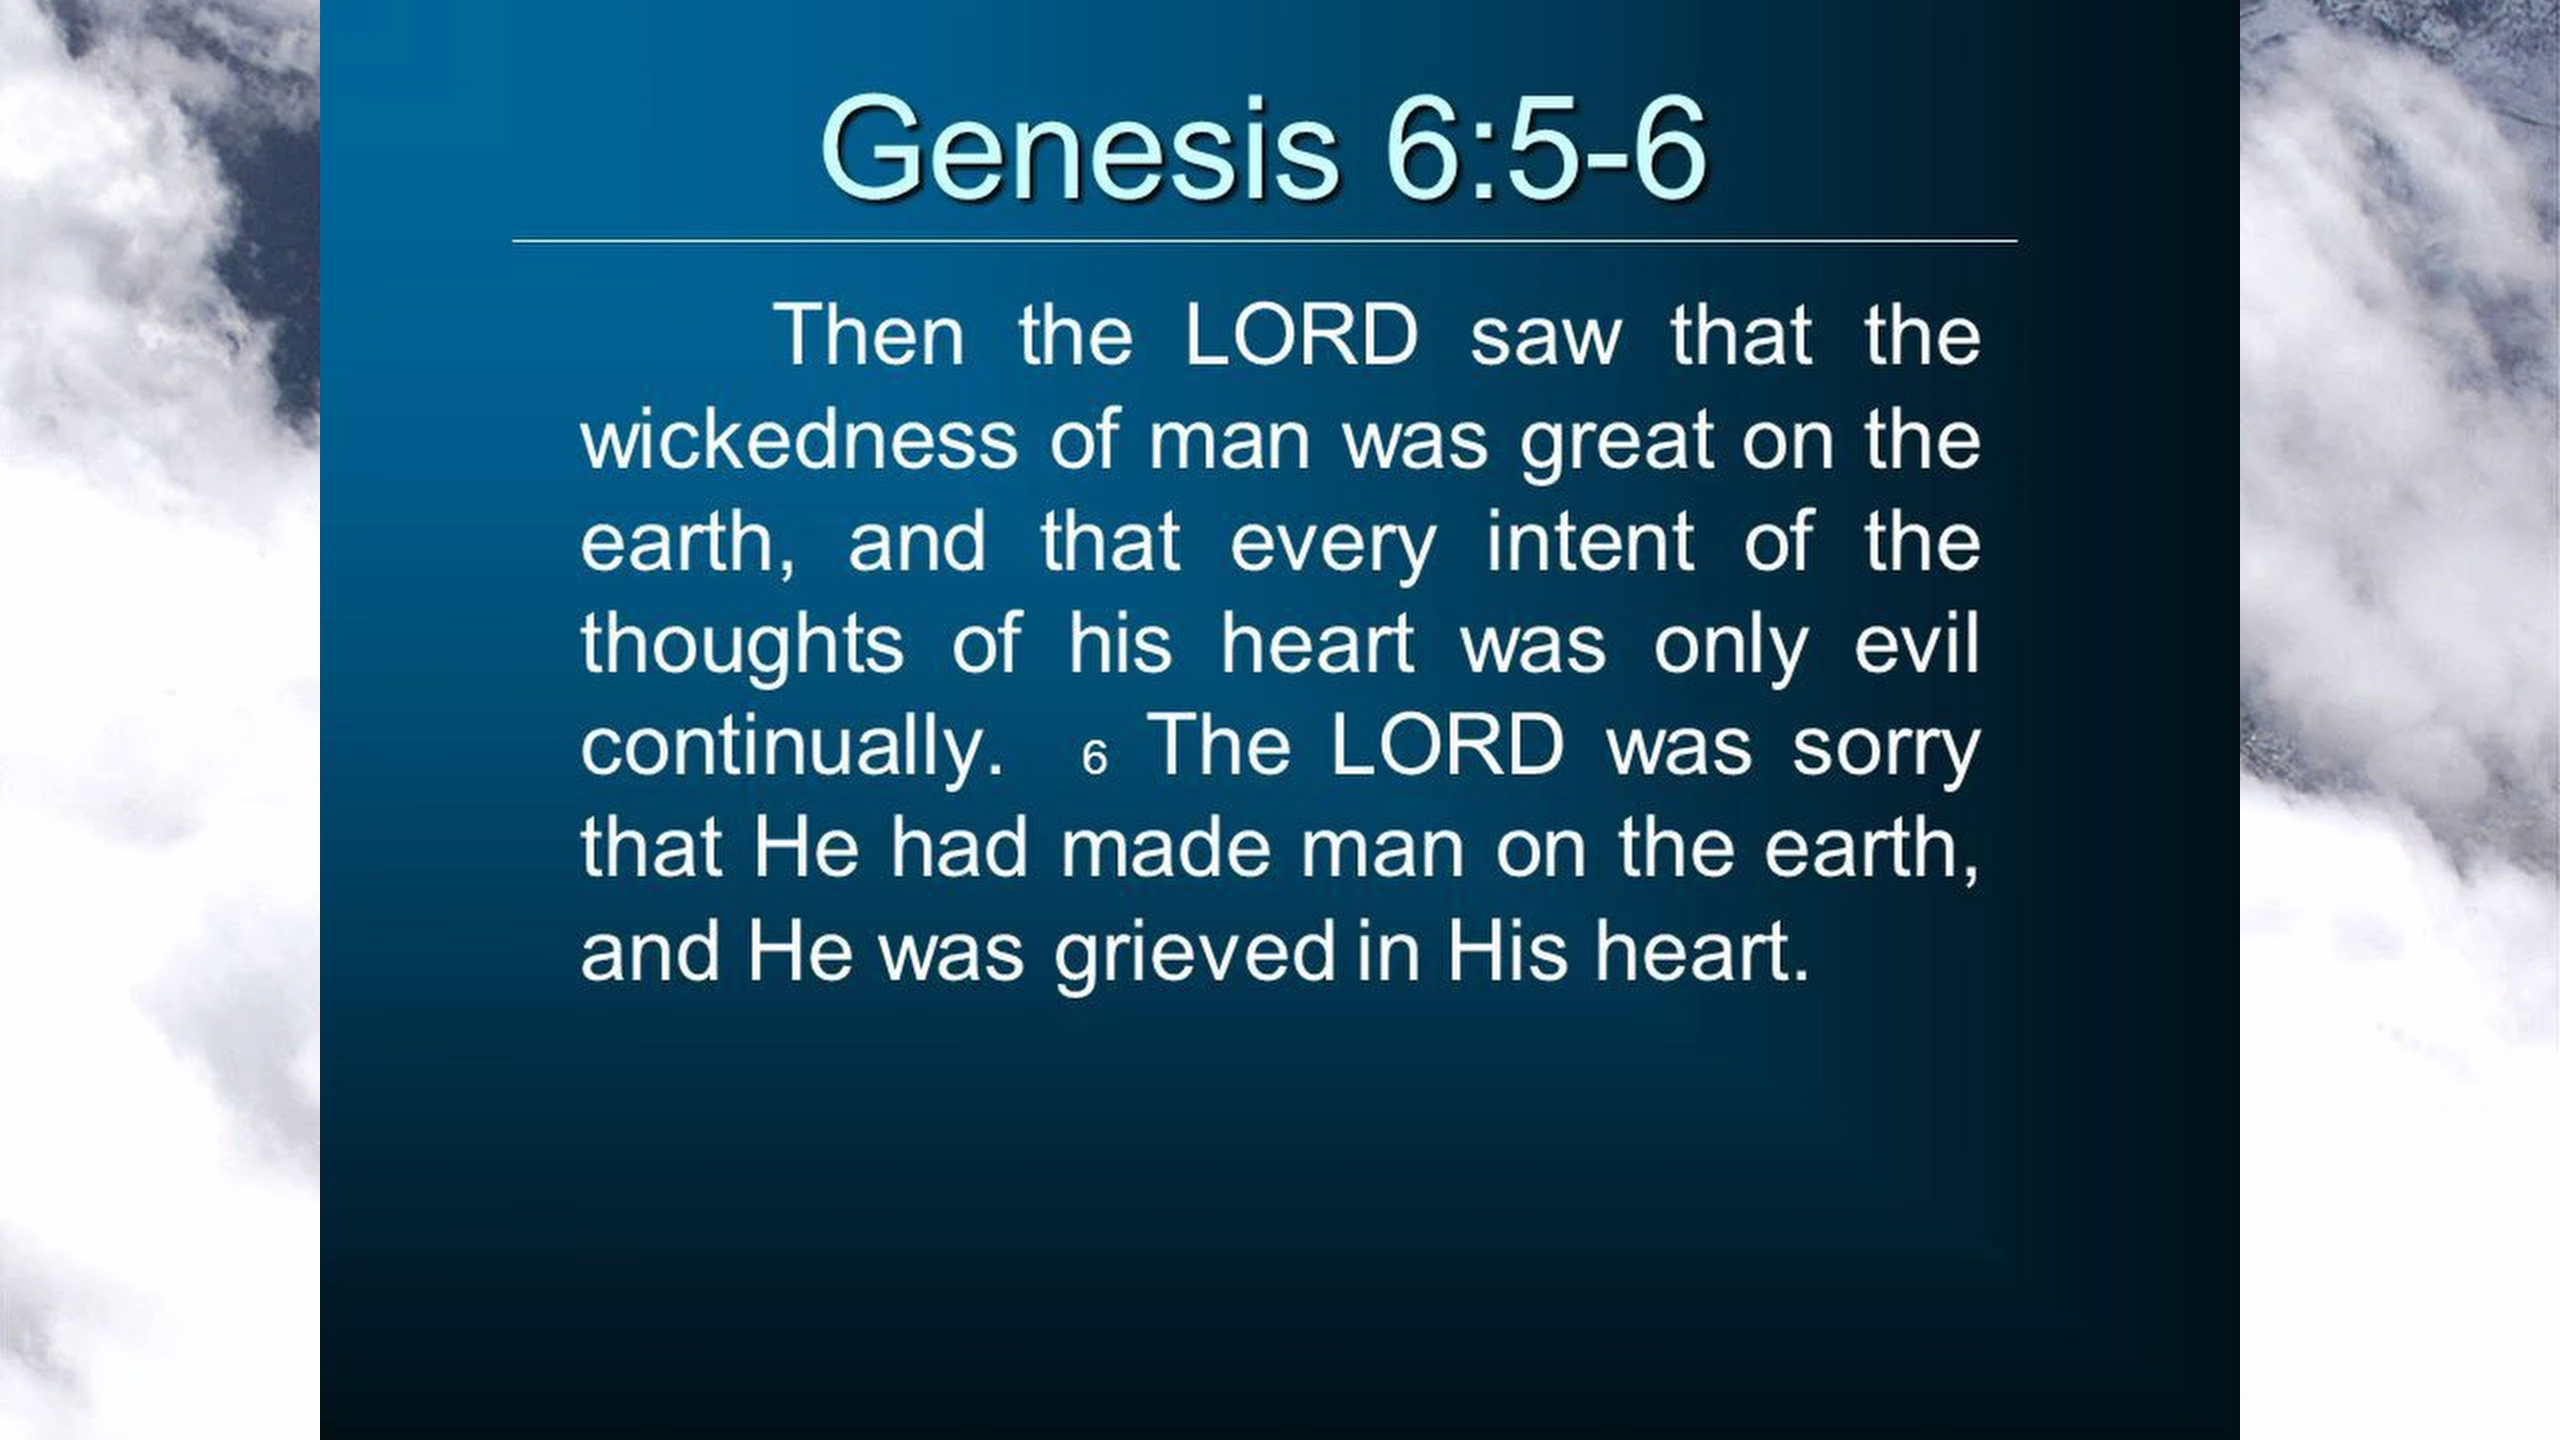 Genesis 6:5-6
Then the LORD saw that the
wickedness of man was great on the
earth, and that every intent of the
thoughts of his heart was only evil
continually. 6 The LORD was sorry
that He had made man on the earth,
and He was grieved in His heart.